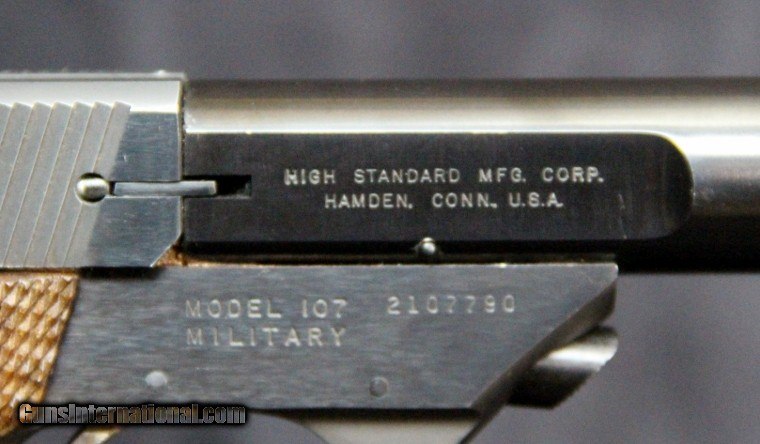 HIGH STANDARD MFG. CORP.
HAMDEN, CONN., U.S.A.
MODEL 107 2107790
MILITARY
GunsInternational.com